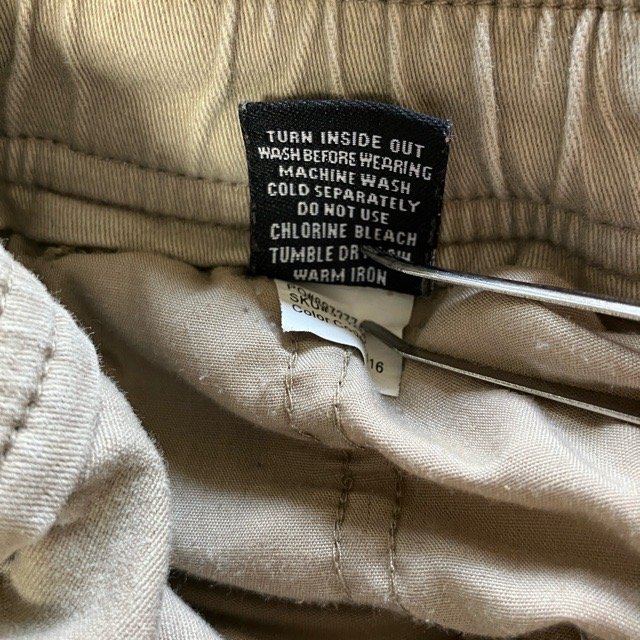 TURN INSIDE OUT
WASH BEFORE WEARING
MACHINE WASH
COLD SEPARATELY
DO NOT USE
CHLORINE BLEACH
TUMBLE
WARM IRON
Color
16